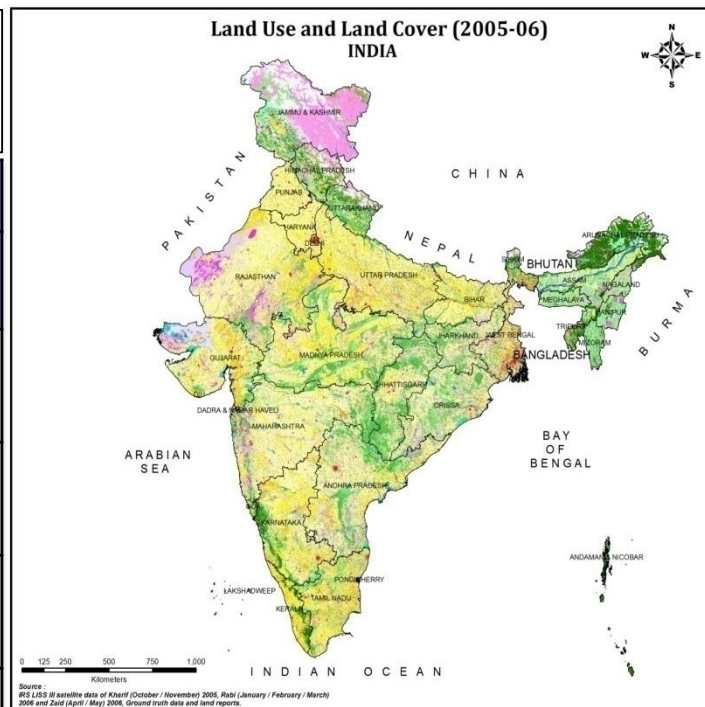 Land Use and Land Cover (2005-06)
INDIA
N
W E
S
JAMMU & KASHMIR
HIMACHAL PRADESH
PUNJAB
UTTARAKHAND
HARYANA
DELHI
PAKISTAN
CHINA
NEPAL
RAJASTHAN
UTTAR PRADESH
BIHAR
SIKKIM
BHUTAN
ARUNACHAL PRADESH
ASSAM
NAGALAND
MEGHALAYA
MANIPUR
TRIPURA
MIZORAM
BURMA
GUJARAT
MADHYA PRADESH
JHARKHAND
WEST BENGAL
BANGLADESH
CHHATTISGARH
ORISSA
DADRA & NAGAR HAVELI
MAHARASHTRA
ARABIAN
SEA
BAY
OF
BENGAL
ANDHRA PRADESH
KARNATAKA
ANDAMAN & NICOBAR
PONDICHERRY
LAKSHADWEEP
TAMIL NADU
KERALA
0 125 250 500 750 1,000
Kilometers
INDIAN OCEAN
Source :
IRS LISS III satellite data of Kharif (October / November) 2005, Rabi (January / February / March)
2006 and Zaid (April / May) 2006, Ground truth data and land reports.